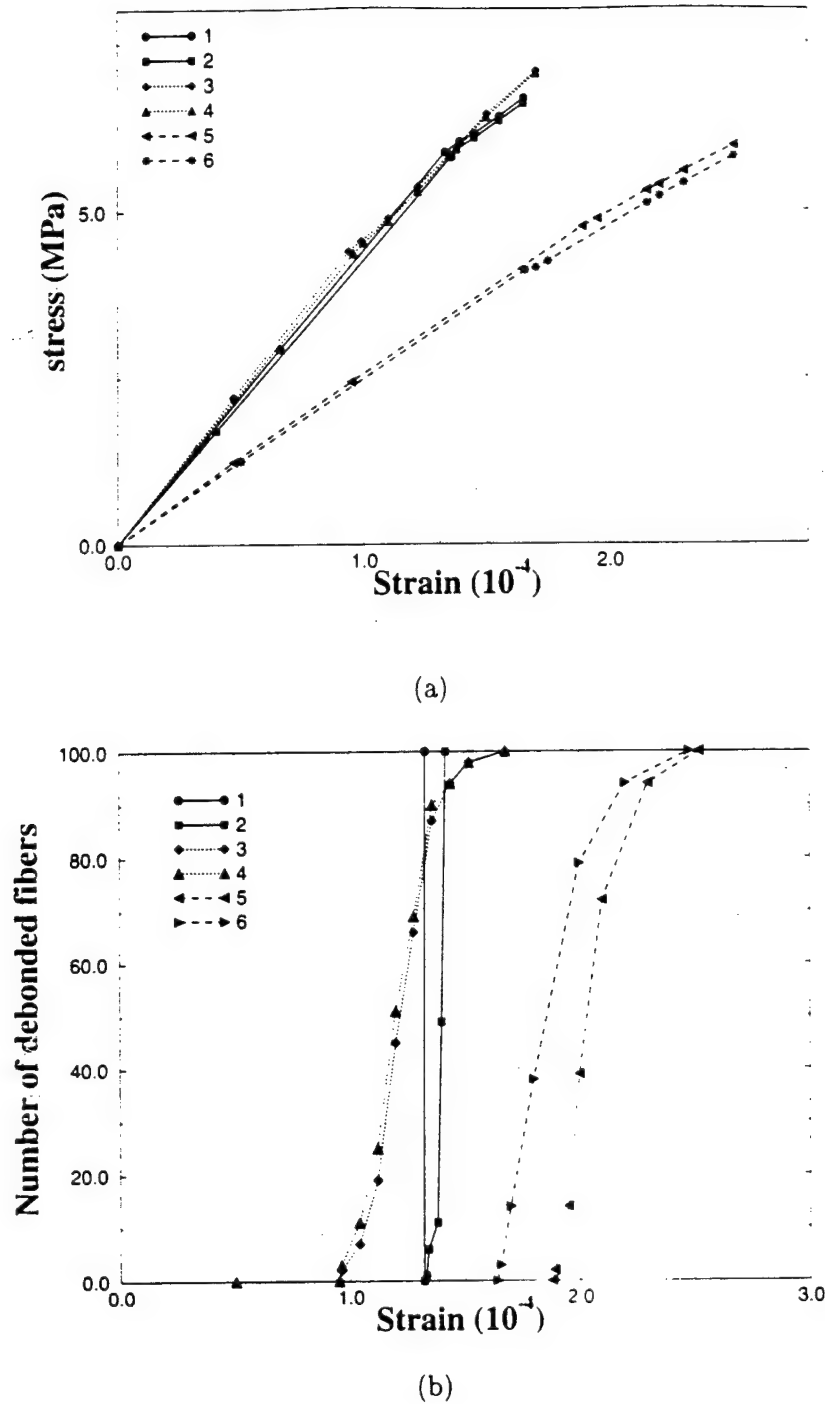 1
2
3
4
5
6
stress (MPa)
5.0
0.0
0.0 1.0 2.0
Strain (10⁻⁴)
(a)
100.0
80.0
60.0
40.0
20.0
0.0
1
2
3
4
5
6
Number of debonded fibers
0.0 1.0 2.0 3.0
Strain (10⁻⁴)
(b)